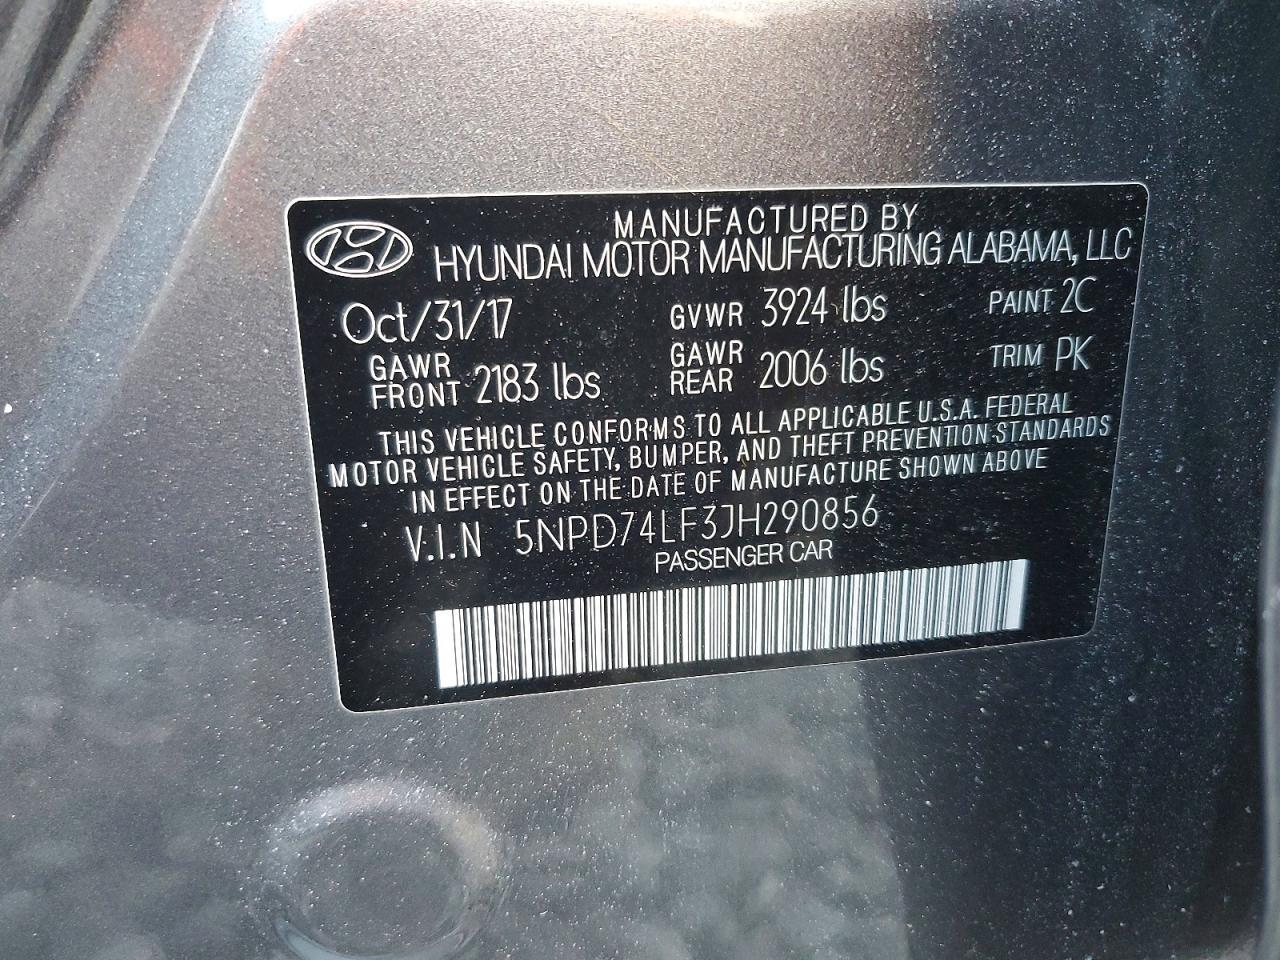 MANUFACTURED BY
HYUNDAI MOTOR MANUFACTURING ALABAMA, LLC
Oct/31/17 GVWR 3924 lbs PAINT 2C
GAWR FRONT 2183 lbs GAWR REAR 2006 lbs TRIM PK
THIS VEHICLE CONFORMS TO ALL APPLICABLE U.S.A. FEDERAL
MOTOR VEHICLE SAFETY, BUMPER, AND THEFT PREVENTION STANDARDS
IN EFFECT ON THE DATE OF MANUFACTURE SHOWN ABOVE
V.I.N 5NPD74LF3JH290856
PASSENGER CAR